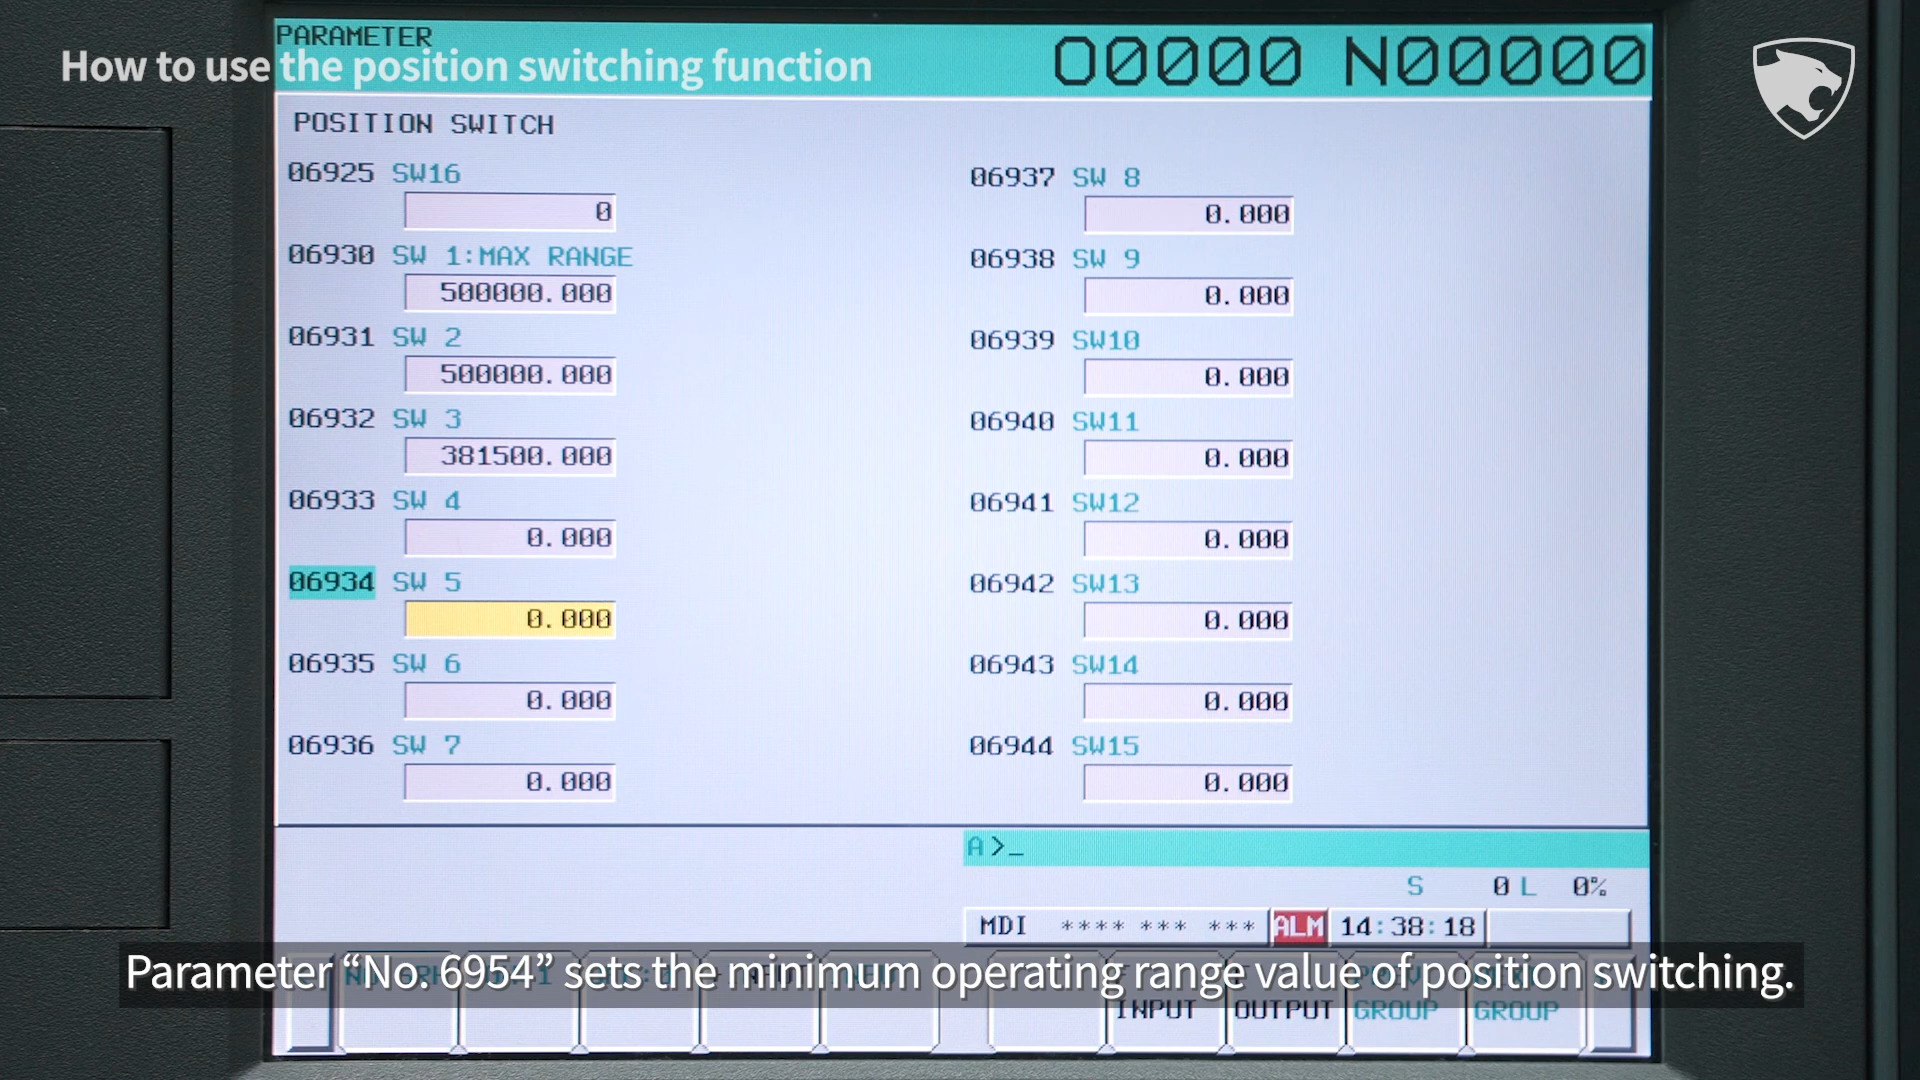 PARAMETER
How to use the position switching function
O0000 N00000
POSITION SWITCH
06925 SW16
0
06930 SW 1:MAX RANGE
500000.000
06931 SW 2
500000.000
06932 SW 3
381500.000
06933 SW 4
0.000
06934 SW 5
0.000
06935 SW 6
0.000
06936 SW 7
0.000
06937 SW 8
0.000
06938 SW 9
0.000
06939 SW10
0.000
06940 SW11
0.000
06941 SW12
0.000
06942 SW13
0.000
06943 SW14
0.000
06944 SW15
0.000
A>_
S 0 L 0%
MDI **** *** *** ALM 14:38:18
Parameter “No. 6954” sets the minimum operating range value of position switching.
INPUT OUTPUT GROUP GROUP